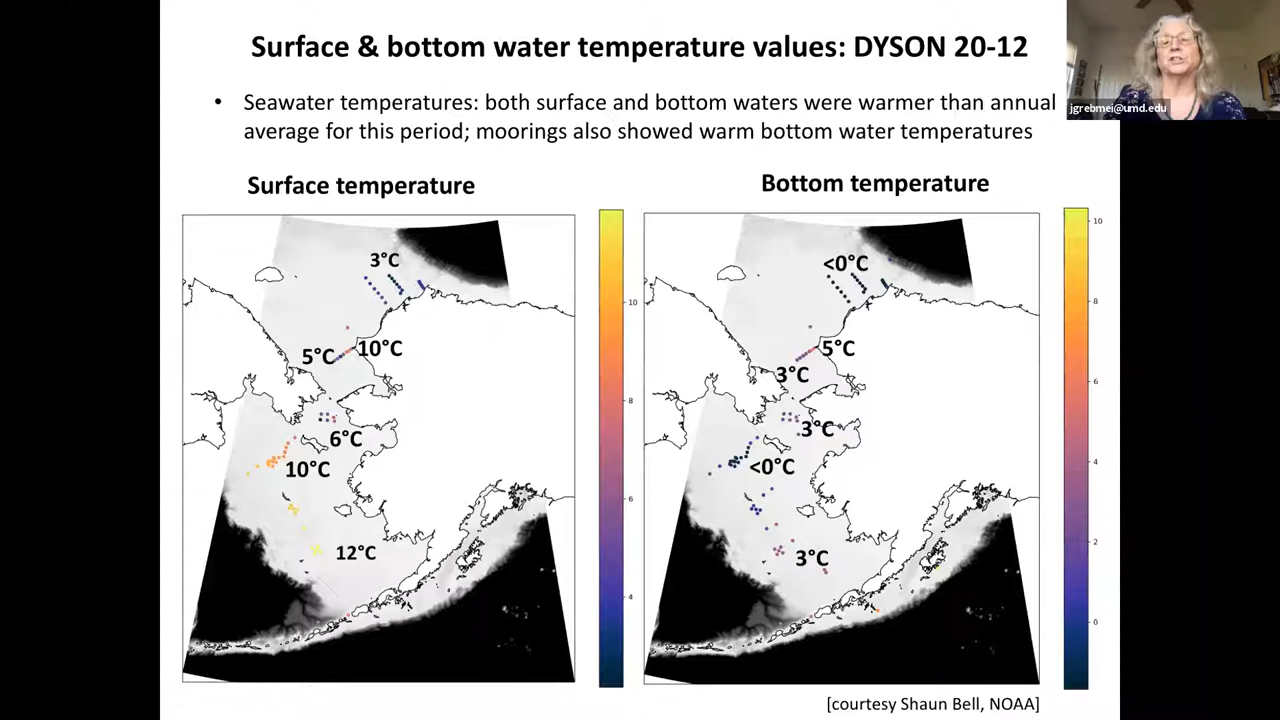 Surface & bottom water temperature values: DYSON 20-12
• Seawater temperatures: both surface and bottom waters were warmer than annual
average for this period; moorings also showed warm bottom water temperatures
jgrebmei@umd.edu
Surface temperature
3°C
5°C
10°C
6°C
10°C
12°C
10
8
6
4
Bottom temperature
<0°C
5°C
3°C
3°C
<0°C
3°C
10
8
6
4
2
0
[courtesy Shaun Bell, NOAA]